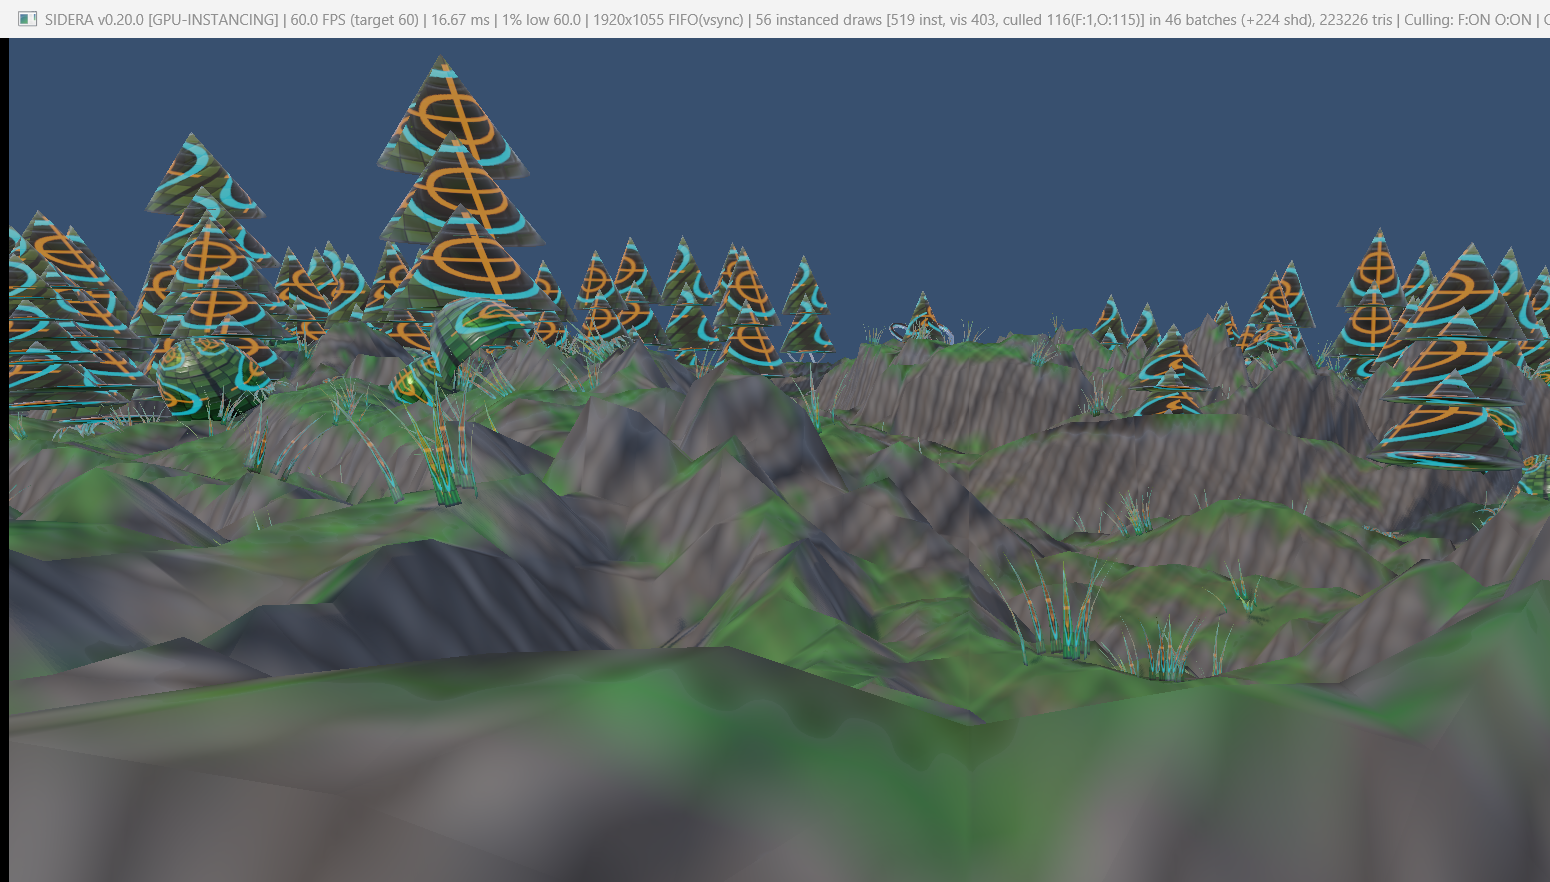 SIDERA v0.20.0 [GPU-INSTANCING] | 60.0 FPS (target 60) | 16.67 ms | 1% low 60.0 | 1920x1055 FIFO(vsync) | 56 instanced draws [519 inst, vis 403, culled 116(F:1,O:115)] in 46 batches (+224 shd), 223226 tris | Culling: F:ON O:ON |